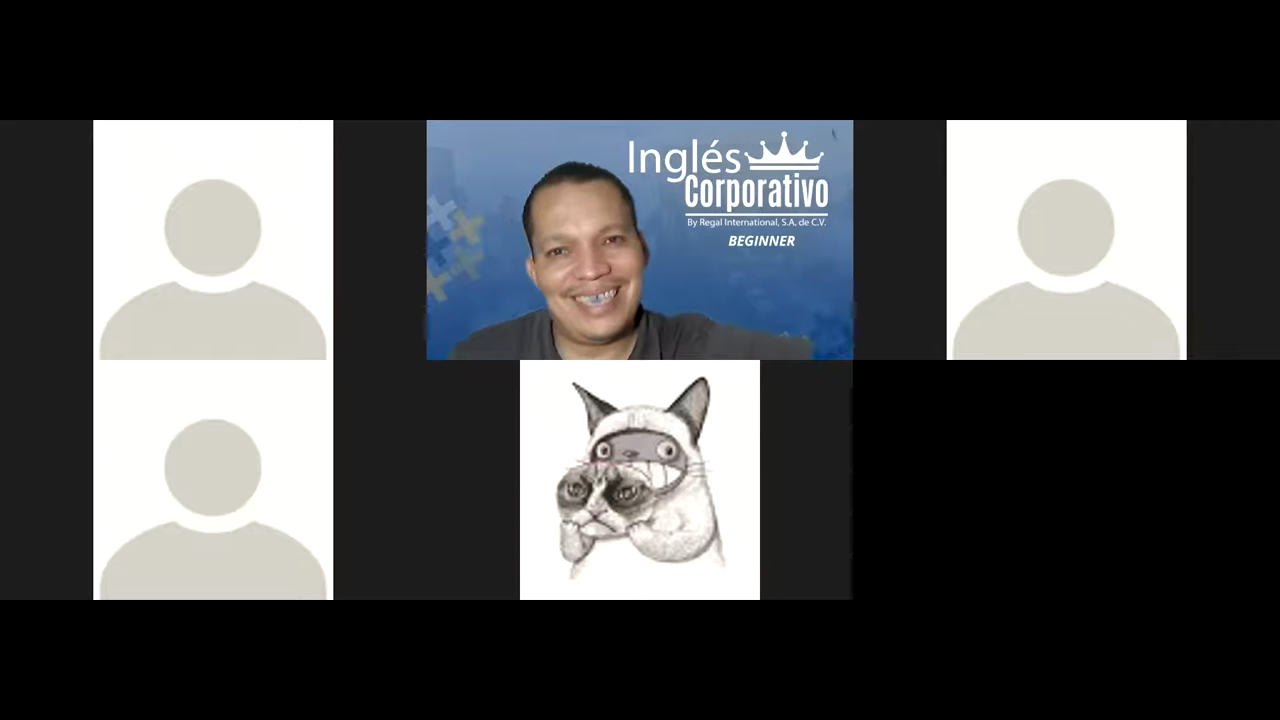 Inglés
Corporativo
By Regal International, S.A. de C.V.
BEGINNER